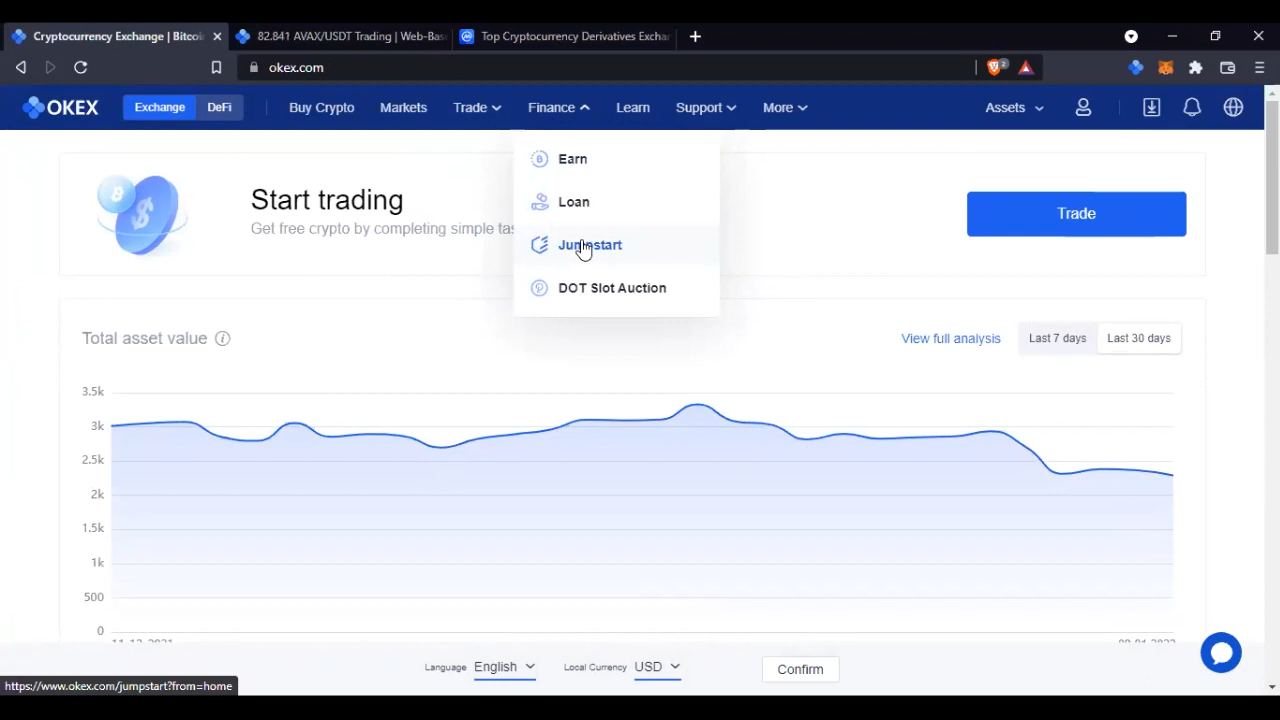 Cryptocurrency Exchange | Bitcoi
82.841 AVAX/USDT Trading | Web-Bas
Top Cryptocurrency Derivatives Excha
okex.com
2
OKEX
Exchange
DeFi
Buy Crypto
Markets
Trade
Finance
Learn
Support
More
Assets
Earn
Loan
Jumpstart
DOT Slot Auction
Start trading
Get free crypto by completing simple tas
Trade
Total asset value
View full analysis
Last 7 days
Last 30 days
3.5k
3k
2.5k
2k
1.5k
1k
500
0
Language
English
Local Currency
USD
Confirm
https://www.okex.com/jumpstart?from=home